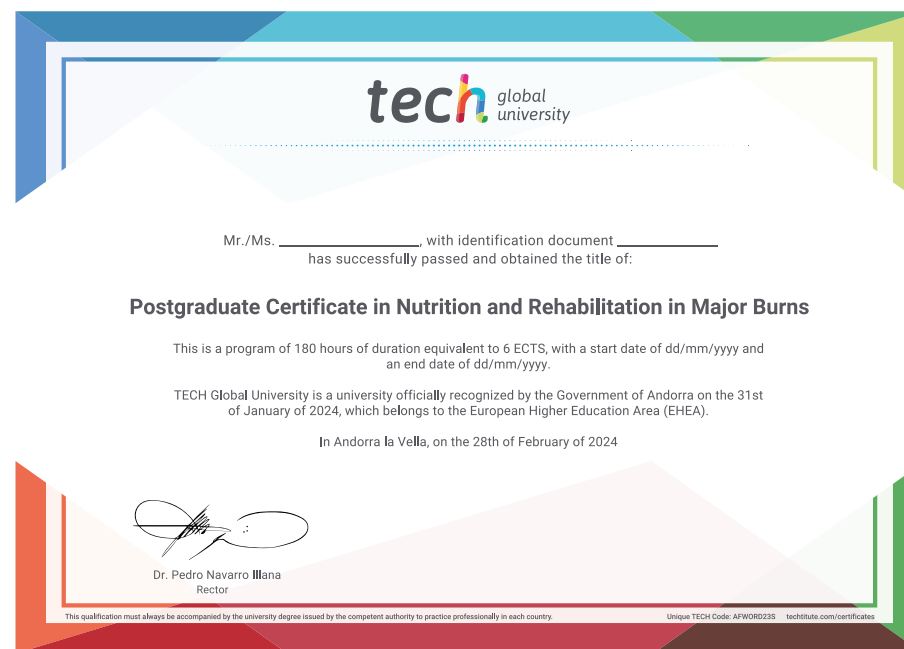 tech global
university
Mr./Ms. ____________, with identification document ____________
has successfully passed and obtained the title of:
Postgraduate Certificate in Nutrition and Rehabilitation in Major Burns
This is a program of 180 hours of duration equivalent to 6 ECTS, with a start date of dd/mm/yyyy and
an end date of dd/mm/yyyy.
TECH Global University is a university officially recognized by the Government of Andorra on the 31st
of January of 2024, which belongs to the European Higher Education Area (EHEA).
In Andorra la Vella, on the 28th of February of 2024
Dr. Pedro Navarro Illana
Rector
This qualification must always be accompanied by the university degree issued by the competent authority to practice professionally in each country. Unique TECH Code: AFWORD23S techtitute.com/certificates